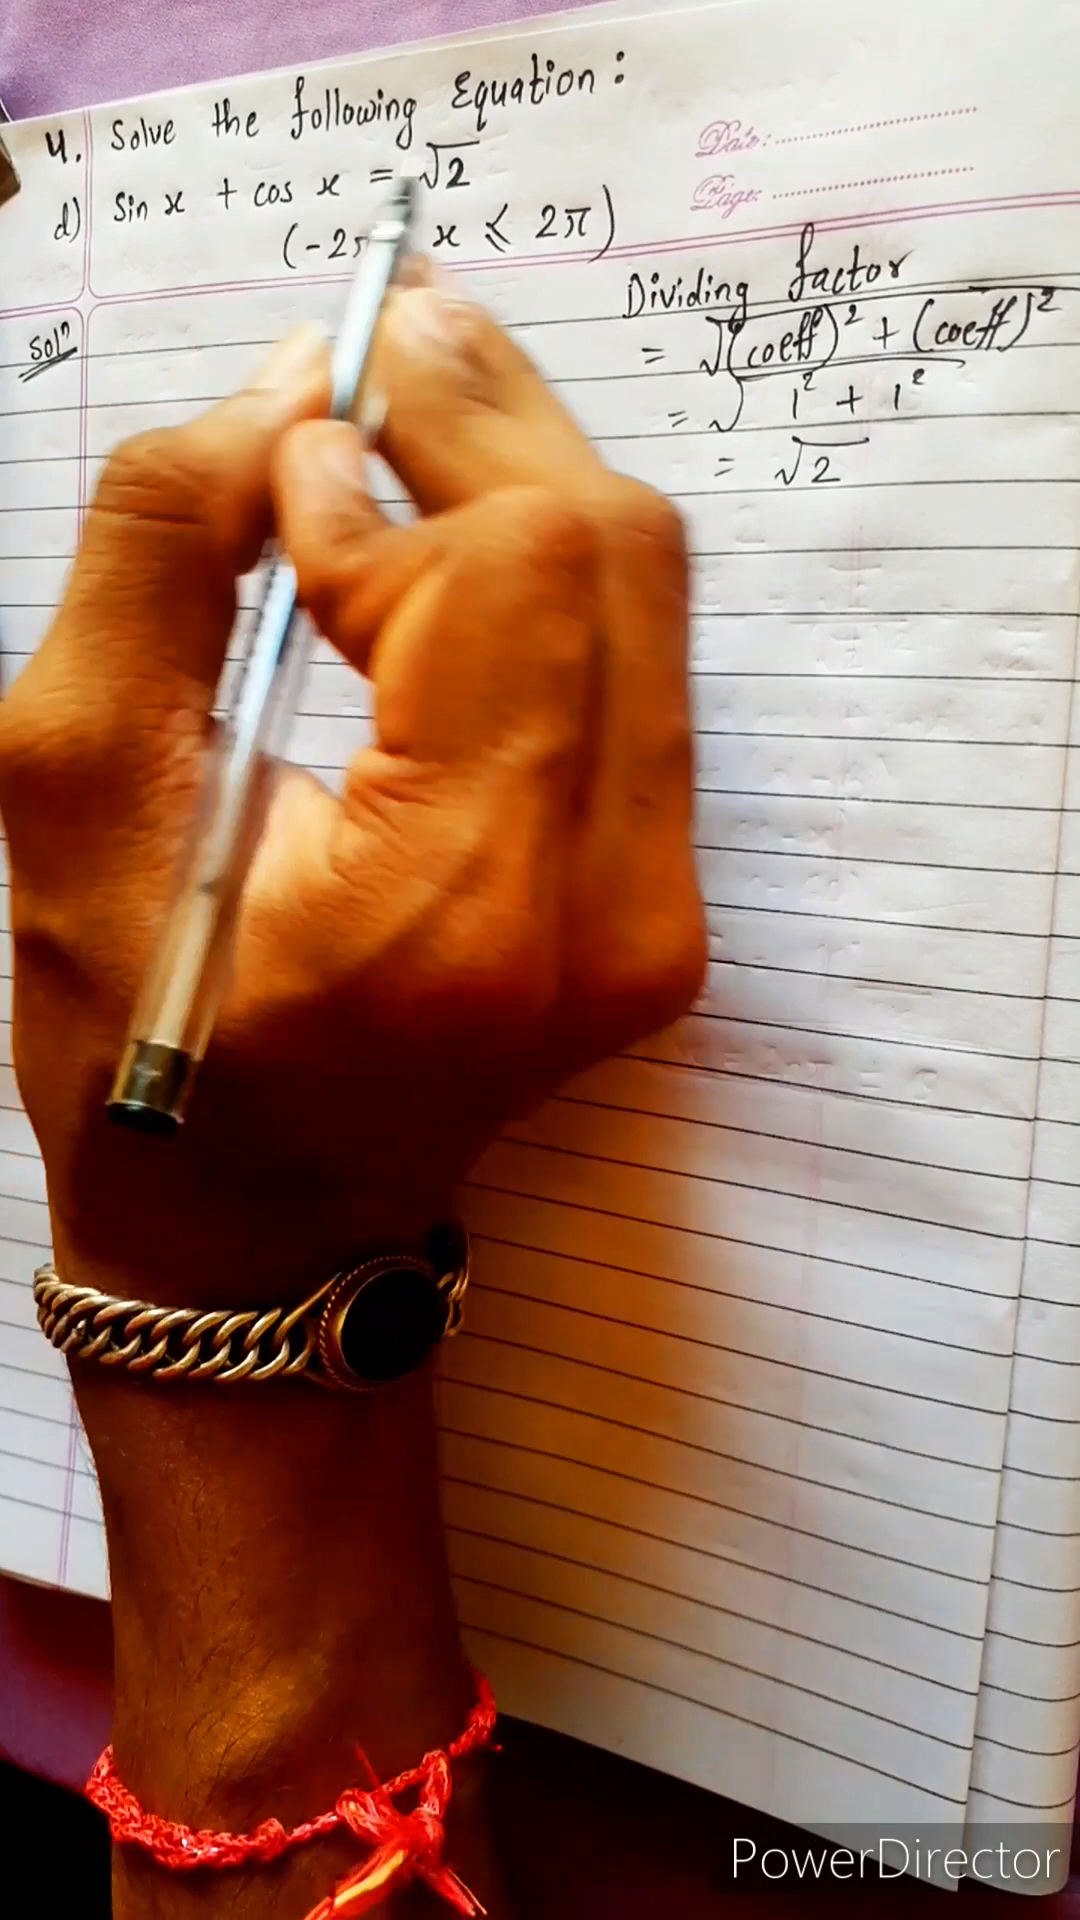 4. Solve the following Equation :
d) Sin x + cos x = √2
(-2π x ≤ 2π)
Date:
Page:
Solⁿ
Dividing factor
= √(coeff)² + (coeff)²
= √1² + 1²
= √2
PowerDirector